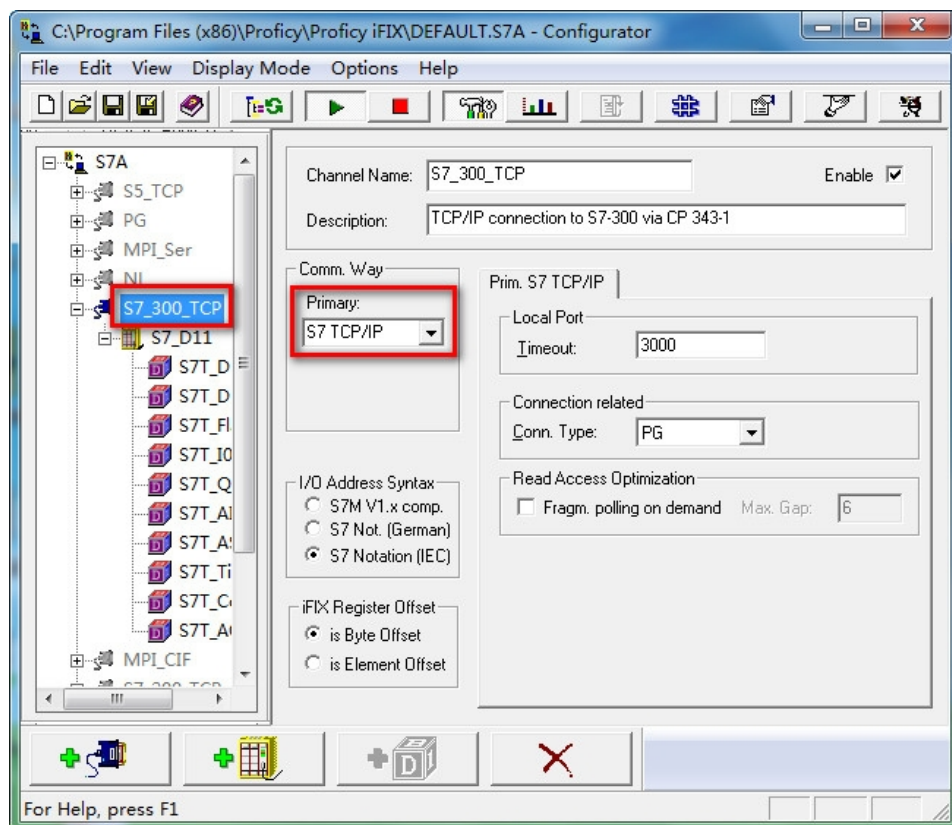 C:\Program Files (x86)\Proficy\Proficy iFIX\DEFAULT.S7A - Configurator
File Edit View Display Mode Options Help
S7A
S5_TCP
PG
MPI_Ser
NI
S7_300_TCP
S7_D11
S7T_D
S7T_D
S7T_Fl
S7T_I0
S7T_Q
S7T_AI
S7T_A
S7T_Ti
S7T_C
S7T_A
MPI_CIF
Channel Name: S7_300_TCP Enable
Description: TCP/IP connection to S7-300 via CP 343-1
Comm. Way
Primary:
S7 TCP/IP
I/O Address Syntax
S7M V1.x comp.
S7 Not. (German)
S7 Notation (IEC)
iFIX Register Offset
is Byte Offset
is Element Offset
Prim. S7 TCP/IP
Local Port
Timeout: 3000
Connection related
Conn. Type: PG
Read Access Optimization
Fragm. polling on demand Max. Gap: 6
For Help, press F1